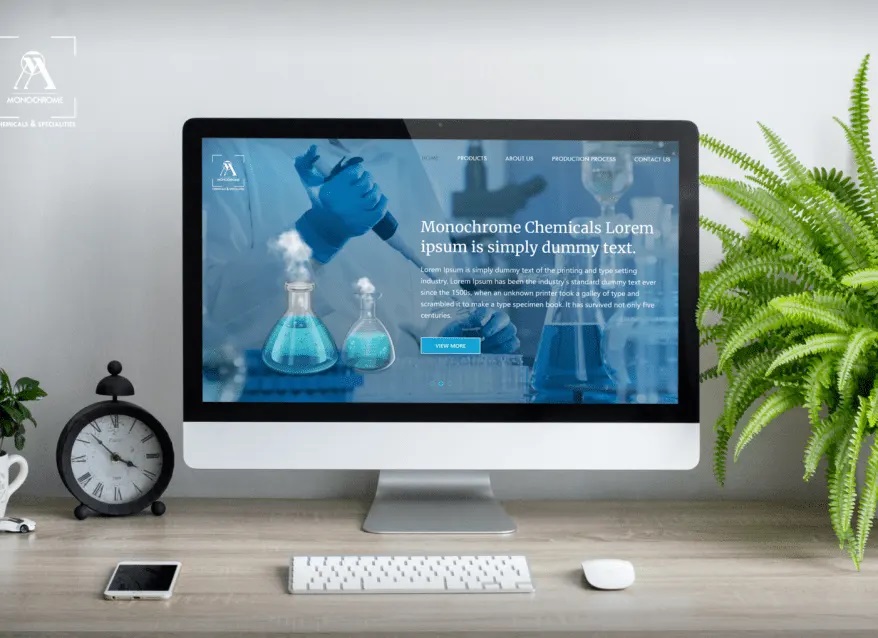 MONOCHROME
CHEMICALS & SPECIALITIES
MONOCHROME
HOME PRODUCTS ABOUT US PRODUCTION PROCESS CONTACT US
Monochrome Chemicals Lorem
ipsum is simply dummy text.
Lorem Ipsum is simply dummy text of the printing and type setting
industry. Lorem Ipsum has been the industry's standard dummy text ever
since the 1500s, when an unknown printer took a galley of type and
scrambled is to make a type specimen book. It has survived not only five
centuries.
VIEW MORE